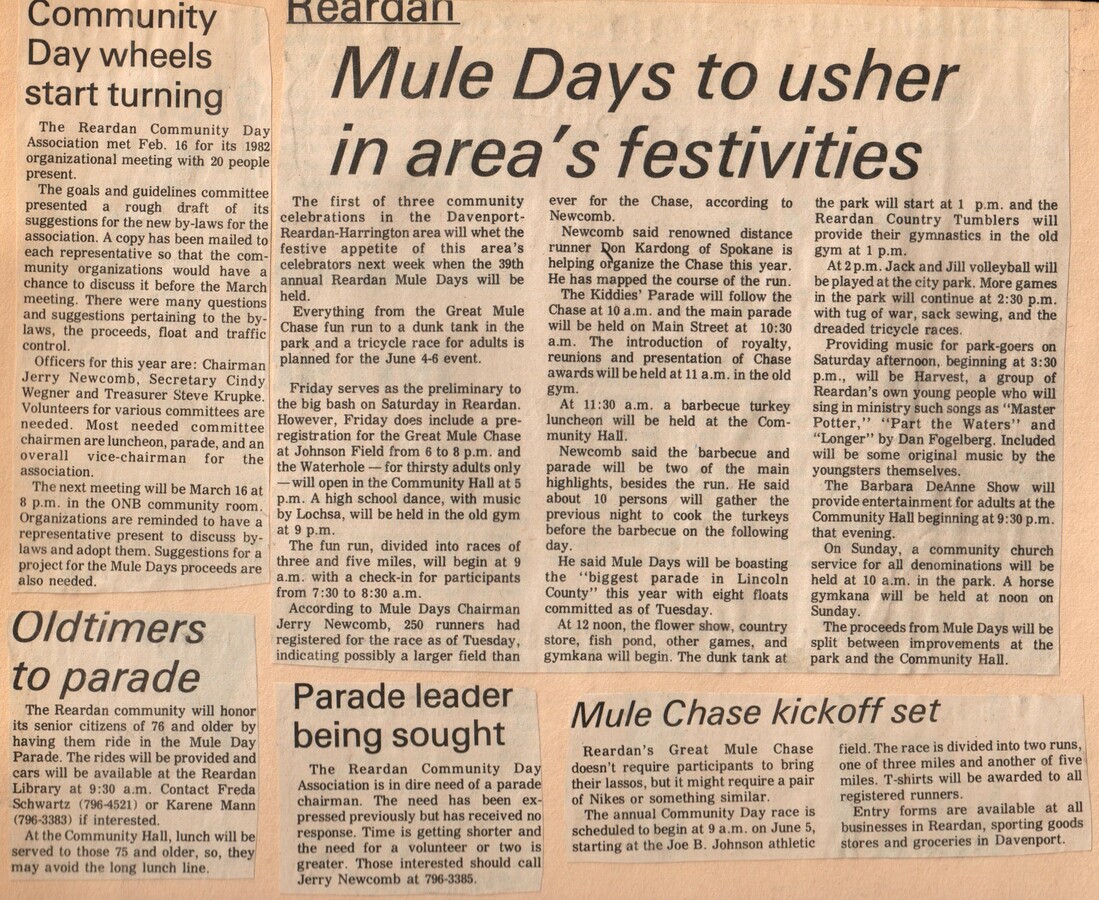 Community
Day wheels
start turning
The Reardan Community Day
Association met Feb. 16 for its 1982
organizational meeting with 20 people
present.
The goals and guidelines committee
presented a rough draft of its
suggestions for the new by-laws for the
association. A copy has been mailed to
each representative so that the com-
munity organizations would have a
chance to discuss it before the March
meeting. There were many questions
and suggestions pertaining to the by-
laws, the proceeds, float and traffic
control.
Officers for this year are: Chairman
Jerry Newcomb, Secretary Cindy
Wegner and Treasurer Steve Krupke.
Volunteers for various committees are
needed. Most needed committee
chairmen are luncheon, parade, and an
overall vice-chairman for the
association.
The next meeting will be March 16 at
8 p.m. in the ONB community room.
Organizations are reminded to have a
representative present to discuss by-
laws and adopt them. Suggestions for a
project for the Mule Days proceeds are
also needed.
Oldtimers
to parade
The Reardan community will honor
its senior citizens of 76 and older by
having them ride in the Mule Day
Parade. The rides will be provided and
cars will be available at the Reardan
Library at 9:30 a.m. Contact Freda
Schwartz (796-4521) or Karene Mann
(796-3383) if interested.
At the Community Hall, lunch will be
served to those 75 and older, so, they
may avoid the long lunch line.
Reardan
Mule Days to usher
in area's festivities
The first of three community
celebrations in the Davenport-
Reardan-Harrington area will whet the
festive appetite of this area's
celebrators next week when the 39th
annual Reardan Mule Days will be
held.
Everything from the Great Mule
Chase fun run to a dunk tank in the
park and a tricycle race for adults is
planned for the June 4-6 event.
Friday serves as the preliminary to
the big bash on Saturday in Reardan.
However, Friday does include a pre-
registration for the Great Mule Chase
at Johnson Field from 6 to 8 p.m. and
the Waterhole — for thirsty adults only
— will open in the Community Hall at 5
p.m. A high school dance, with music
by Lochsa, will be held in the old gym
at 9 p.m.
The fun run, divided into races of
three and five miles, will begin at 9
a.m. with a check-in for participants
from 7:30 to 8:30 a.m.
According to Mule Days Chairman
Jerry Newcomb, 250 runners had
registered for the race as of Tuesday,
indicating possibly a larger field than
ever for the Chase, according to
Newcomb.
Newcomb said renowned distance
runner Don Kardong of Spokane is
helping organize the Chase this year.
He has mapped the course of the run.
The Kiddies' Parade will follow the
Chase at 10 a.m. and the main parade
will be held on Main Street at 10:30
a.m. The introduction of royalty,
reunions and presentation of Chase
awards will be held at 11 a.m. in the old
gym.
At 11:30 a.m. a barbecue turkey
luncheon will be held at the Com-
munity Hall.
Newcomb said the barbecue and
parade will be two of the main
highlights, besides the run. He said
about 10 persons will gather the
previous night to cook the turkeys
before the barbecue on the following
day.
He said Mule Days will be boasting
the "biggest parade in Lincoln
County" this year with eight floats
committed as of Tuesday.
At 12 noon, the flower show, country
store, fish pond, other games, and
gymkana will begin. The dunk tank at
the park will start at 1 p.m. and the
Reardan Country Tumblers will
provide their gymnastics in the old
gym at 1 p.m.
At 2 p.m. Jack and Jill volleyball will
be played at the city park. More games
in the park will continue at 2:30 p.m.
with tug of war, sack sewing, and the
dreaded tricycle races.
Providing music for park-goers on
Saturday afternoon, beginning at 3:30
p.m., will be Harvest, a group of
Reardan's own young people who will
sing in ministry such songs as "Master
Potter," "Part the Waters" and
"Longer" by Dan Fogelberg. Included
will be some original music by the
youngsters themselves.
The Barbara DeAnne Show will
provide entertainment for adults at the
Community Hall beginning at 9:30 p.m.
that evening.
On Sunday, a community church
service for all denominations will be
held at 10 a.m. in the park. A horse
gymkana will be held at noon on
Sunday.
The proceeds from Mule Days will be
split between improvements at the
park and the Community Hall.
Parade leader
being sought
The Reardan Community Day
Association is in dire need of a parade
chairman. The need has been ex-
pressed previously but has received no
response. Time is getting shorter and
the need for a volunteer or two is
greater. Those interested should call
Jerry Newcomb at 796-3385.
Mule Chase kickoff set
Reardan's Great Mule Chase
doesn't require participants to bring
their lassos, but it might require a pair
of Nikes or something similar.
The annual Community Day race is
scheduled to begin at 9 a.m. on June 5,
starting at the Joe B. Johnson athletic
field. The race is divided into two runs,
one of three miles and another of five
miles. T-shirts will be awarded to all
registered runners.
Entry forms are available at all
businesses in Reardan, sporting goods
stores and groceries in Davenport.